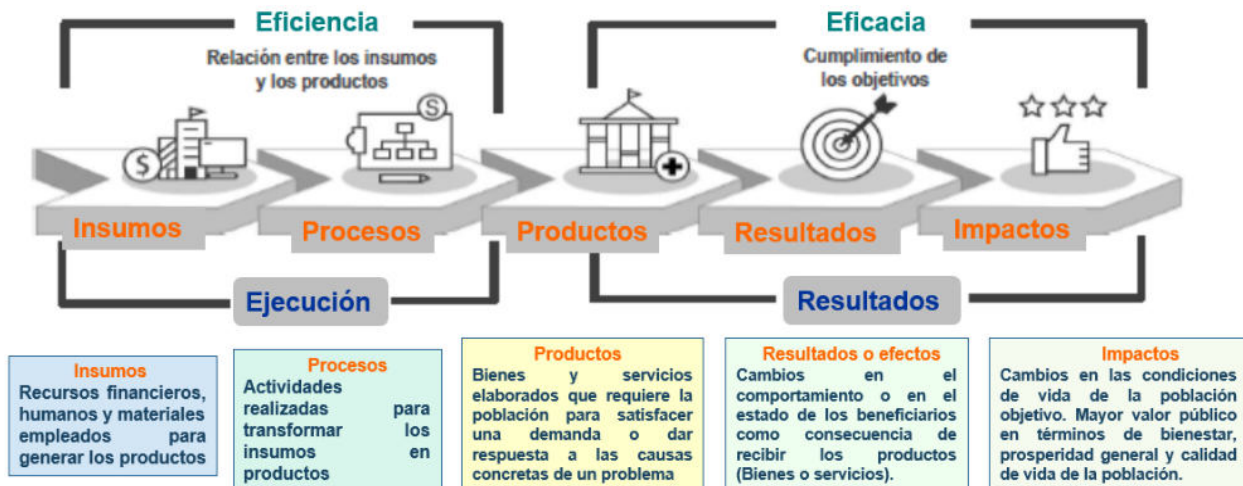 Eficiencia
Relación entre los insumos
y los productos
Eficacia
Cumplimiento de
los objetivos
$
S
Insumos
Procesos
Productos
Resultados
Impactos
Ejecución
Resultados
Insumos
Recursos financieros,
humanos y materiales
empleados para
generar los productos
Procesos
Actividades
realizadas para
transformar los
insumos en
productos
Productos
Bienes y servicios
elaborados que requiere la
población para satisfacer
una demanda o dar
respuesta a las causas
concretas de un problema
Resultados o efectos
Cambios en el
comportamiento o en el
estado de los beneficiarios
como consecuencia de
recibir los productos
(Bienes o servicios).
Impactos
Cambios en las condiciones
de vida de la población
objetivo. Mayor valor público
en términos de bienestar,
prosperidad general y calidad
de vida de la población.